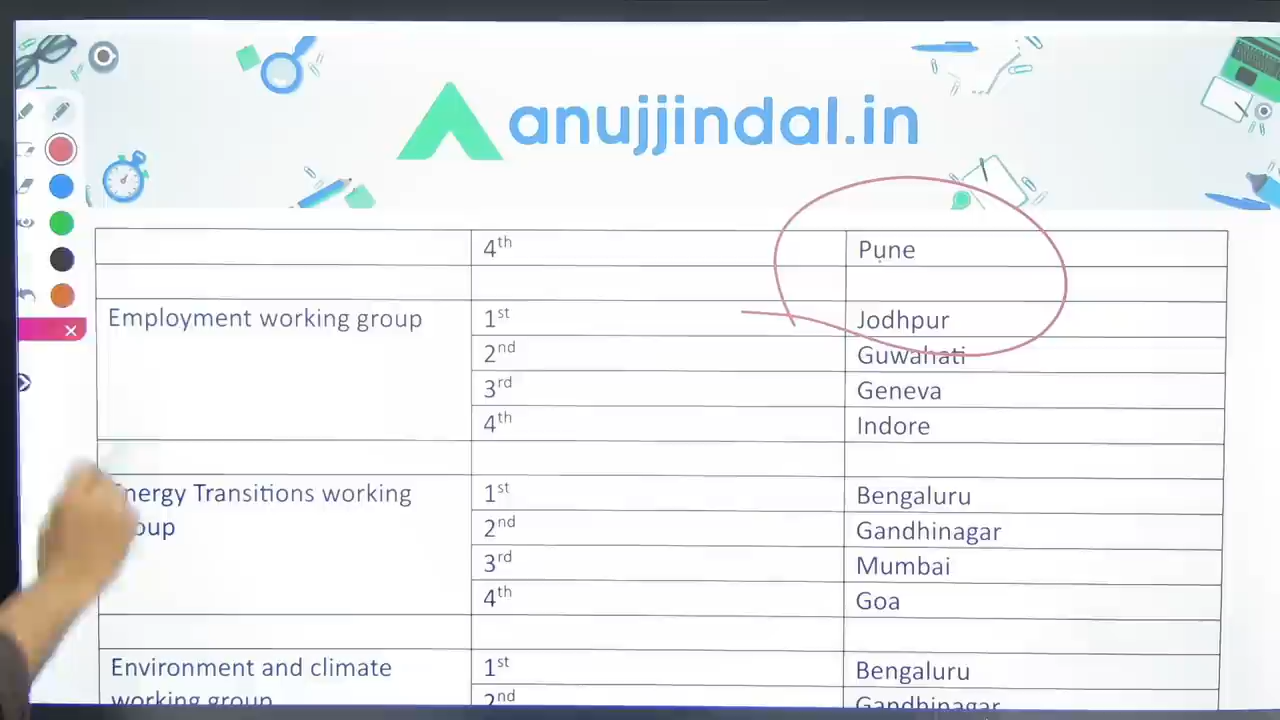 anujjindal.in
4th Pune
Employment working group 1st Jodhpur
2nd Guwahati
3rd Geneva
4th Indore
Energy Transitions working 1st Bengaluru
group 2nd Gandhinagar
3rd Mumbai
4th Goa
Environment and climate 1st Bengaluru
working group 2nd Gandhinagar